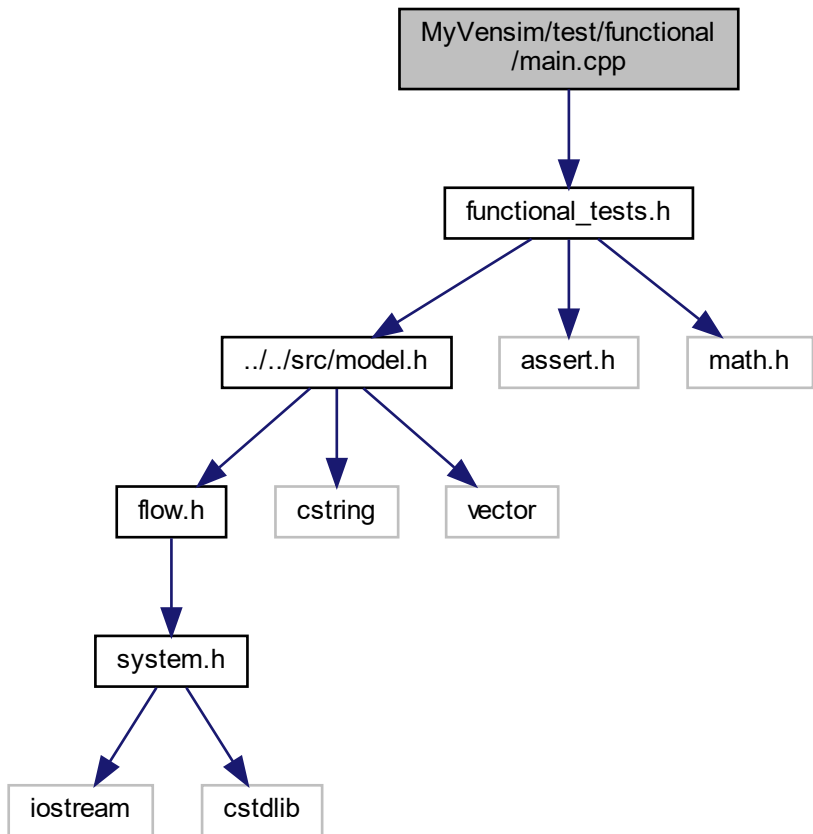 MyVensim/test/functional
/main.cpp
functional_tests.h
../../src/model.h
assert.h
math.h
flow.h
cstring
vector
system.h
iostream
cstdlib